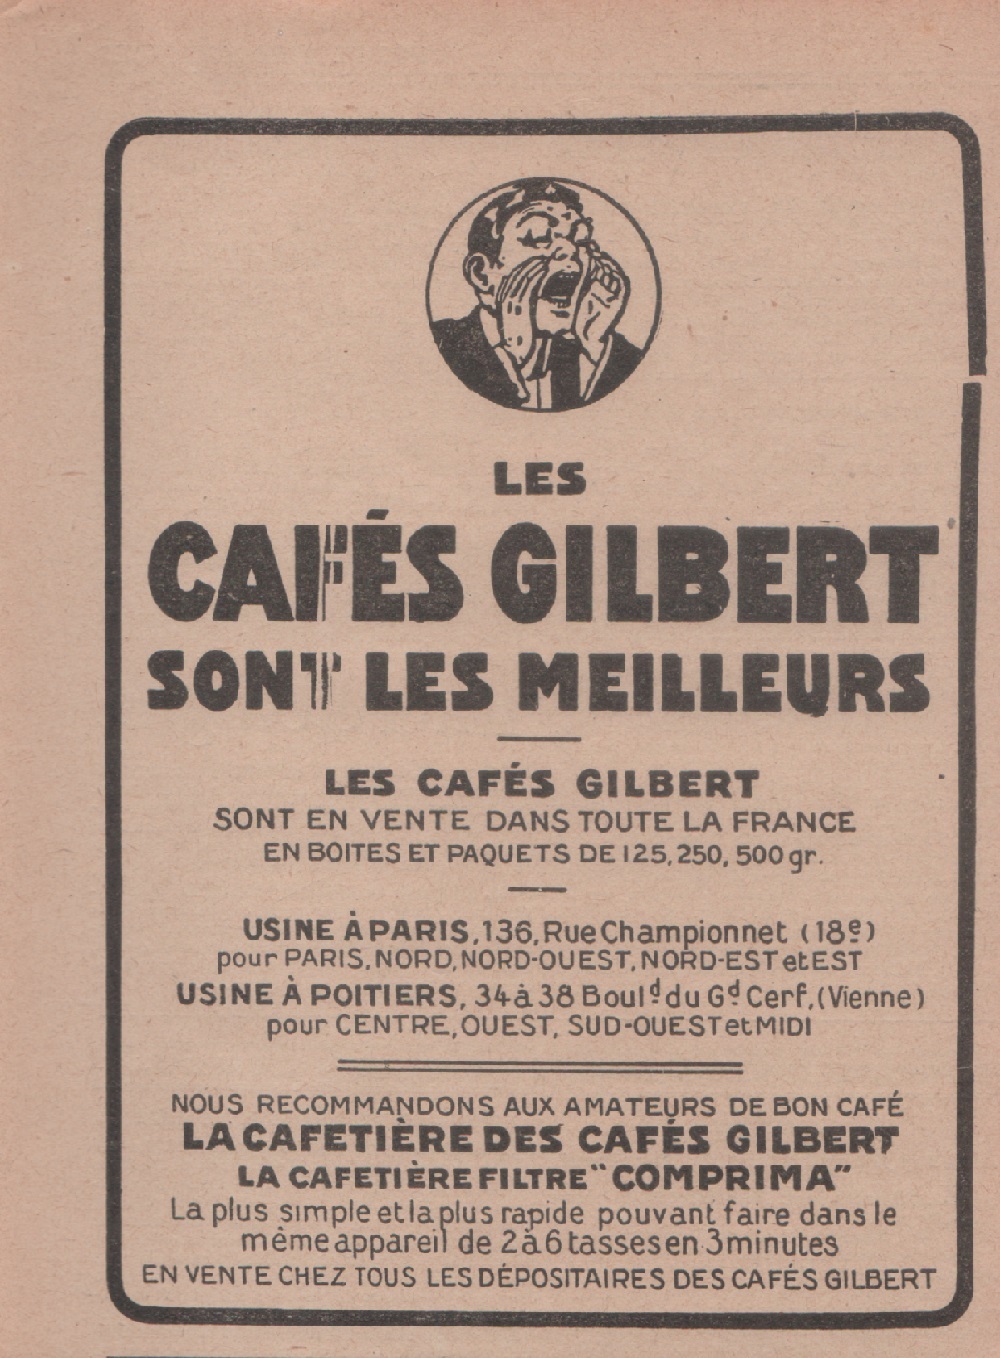 LES
CAFÉS GILBERT
SONT LES MEILLEURS
LES CAFÉS GILBERT
SONT EN VENTE DANS TOUTE LA FRANCE
EN BOITES ET PAQUETS DE 125, 250, 500 gr.
USINE À PARIS, 136, Rue Championnet (18e)
pour PARIS, NORD, NORD-OUEST, NORD-EST et EST
USINE À POITIERS, 34 à 38 Bould du Gd Cerf, (Vienne)
pour CENTRE, OUEST, SUD-OUEST et MIDI
NOUS RECOMMANDONS AUX AMATEURS DE BON CAFÉ
LA CAFETIÈRE DES CAFÉS GILBERT
LA CAFETIÈRE FILTRE "COMPRIMA"
La plus simple et la plus rapide pouvant faire dans le
même appareil de 2 à 6 tasses en 3 minutes
EN VENTE CHEZ TOUS LES DÉPOSITAIRES DES CAFÉS GILBERT